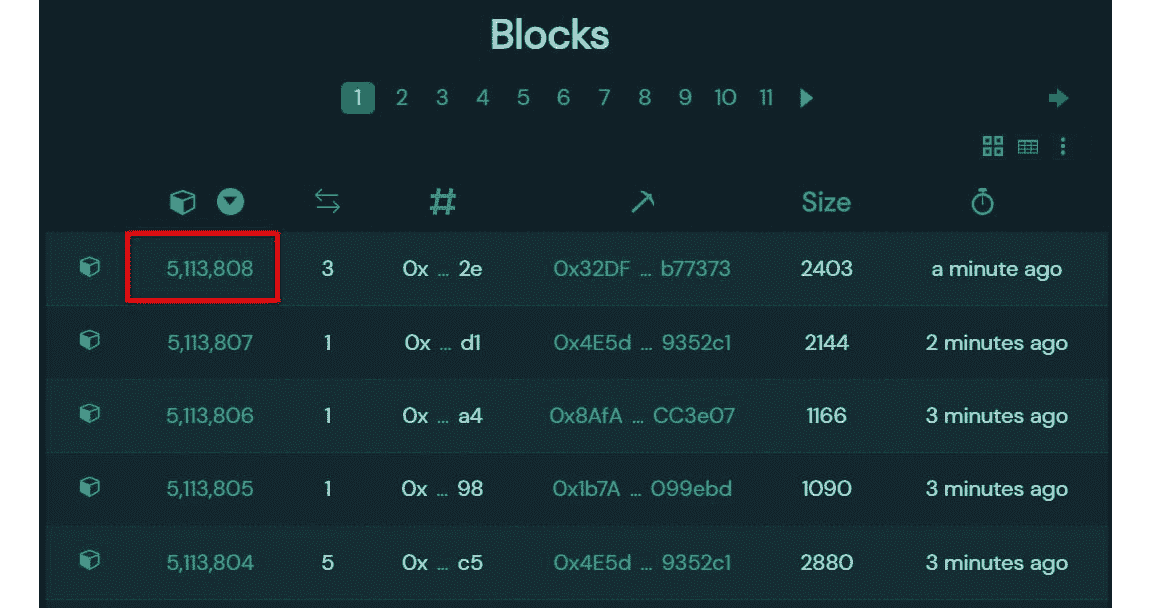 Blocks
1 2 3 4 5 6 7 8 9 10 11
# Size
5,113,808 3 0x ... 2e 0x32DF ... b77373 2403 a minute ago
5,113,807 1 0x ... d1 0x4E5d ... 9352c1 2144 2 minutes ago
5,113,806 1 0x ... a4 0x8AfA ... CC3e07 1166 3 minutes ago
5,113,805 1 0x ... 98 0x1b7A ... 099ebd 1090 3 minutes ago
5,113,804 5 0x ... c5 0x4E5d ... 9352c1 2880 3 minutes ago